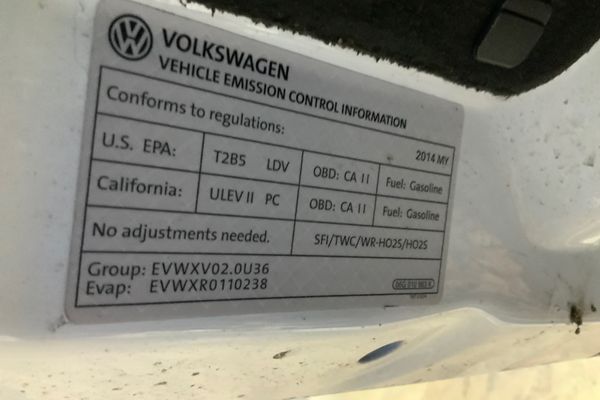 VOLKSWAGEN
VEHICLE EMISSION CONTROL INFORMATION
Conforms to regulations: 2014 MY
U.S. EPA: T2B5 LDV OBD: CA II Fuel: Gasoline
California: ULEV II PC OBD: CA II Fuel: Gasoline
No adjustments needed. SFI/TWC/WR-HO2S/HO2S
Group: EVWXV02.0U36
Evap: EVWXR0110238